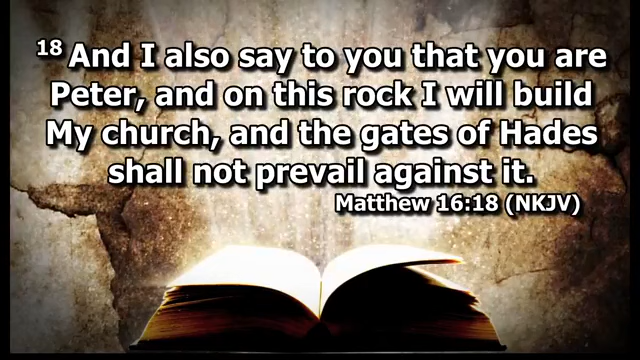 18 And I also say to you that you are
Peter, and on this rock I will build
My church, and the gates of Hades
shall not prevail against it.
Matthew 16:18 (NKJV)